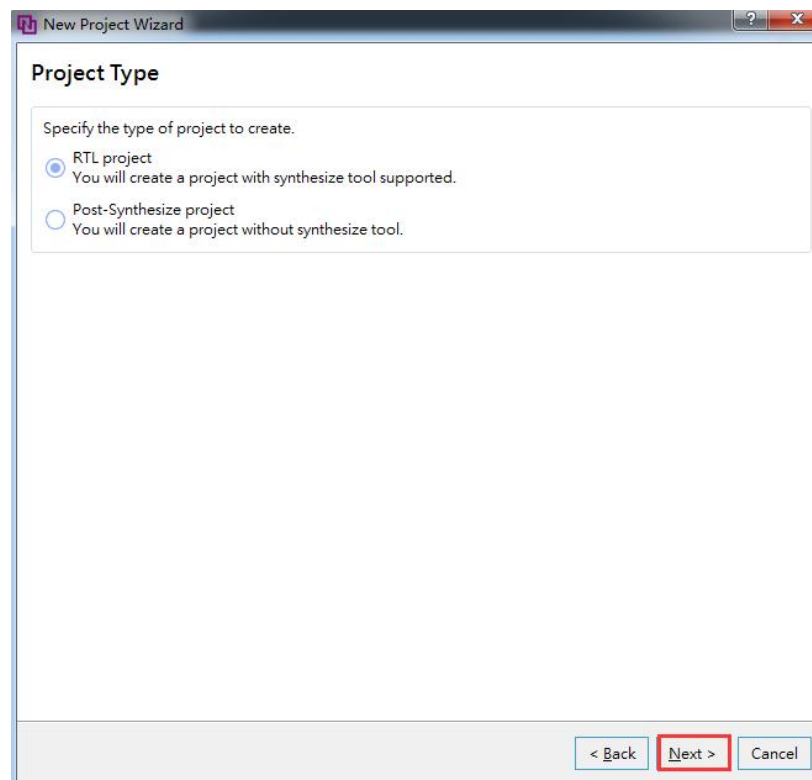 New Project Wizard
?
Project Type
Specify the type of project to create.
RTL project
You will create a project with synthesize tool supported.
Post-Synthesize project
You will create a project without synthesize tool.
< Back Next > Cancel